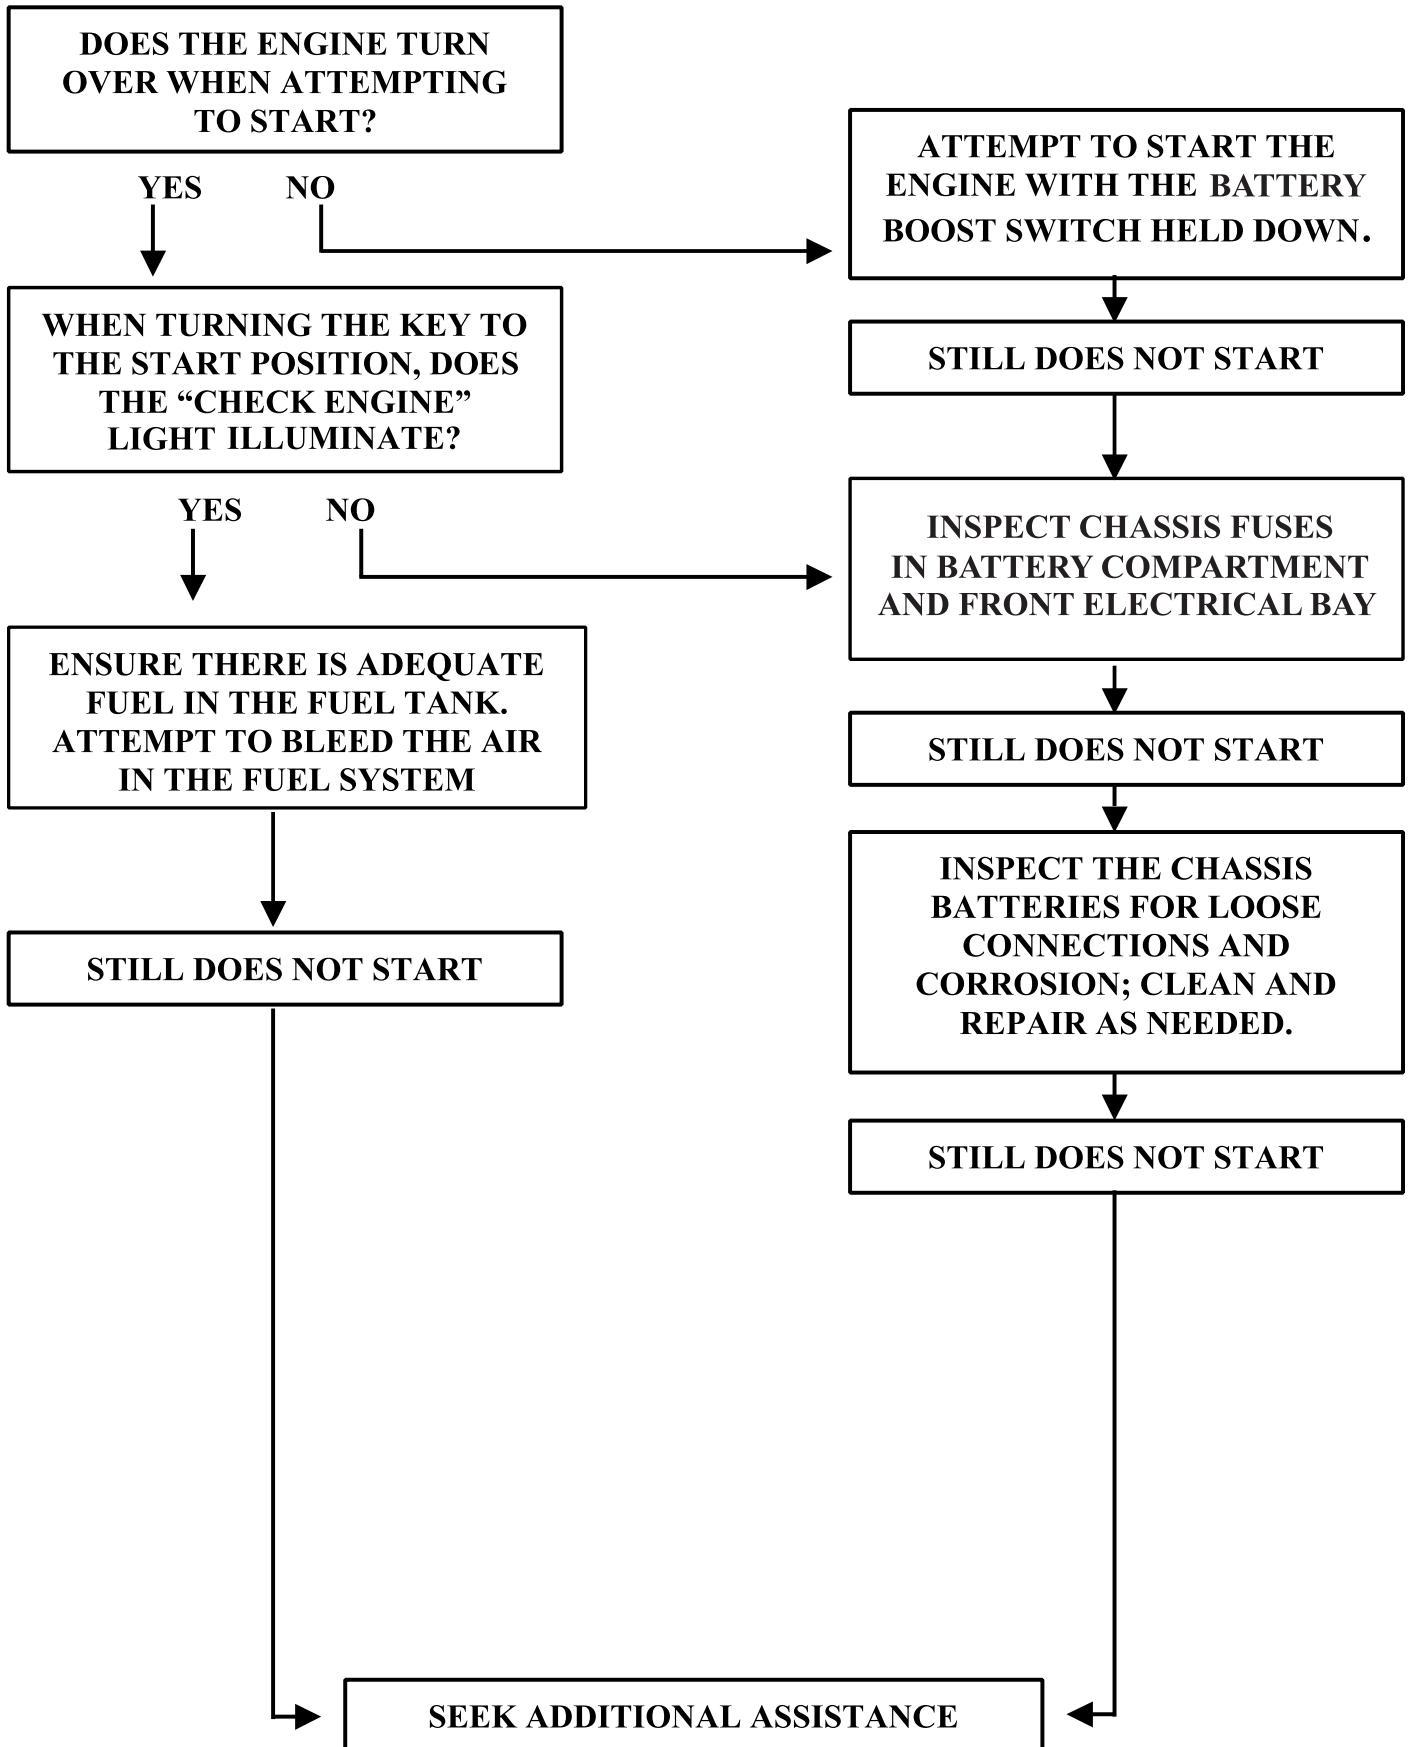 DOES THE ENGINE TURN
OVER WHEN ATTEMPTING
TO START?
YES NO
ATTEMPT TO START THE
ENGINE WITH THE BATTERY
BOOST SWITCH HELD DOWN.
STILL DOES NOT START
WHEN TURNING THE KEY TO
THE START POSITION, DOES
THE “CHECK ENGINE”
LIGHT ILLUMINATE?
YES NO
INSPECT CHASSIS FUSES
IN BATTERY COMPARTMENT
AND FRONT ELECTRICAL BAY
STILL DOES NOT START
ENSURE THERE IS ADEQUATE
FUEL IN THE FUEL TANK.
ATTEMPT TO BLEED THE AIR
IN THE FUEL SYSTEM
STILL DOES NOT START
INSPECT THE CHASSIS
BATTERIES FOR LOOSE
CONNECTIONS AND
CORROSION; CLEAN AND
REPAIR AS NEEDED.
STILL DOES NOT START
SEEK ADDITIONAL ASSISTANCE